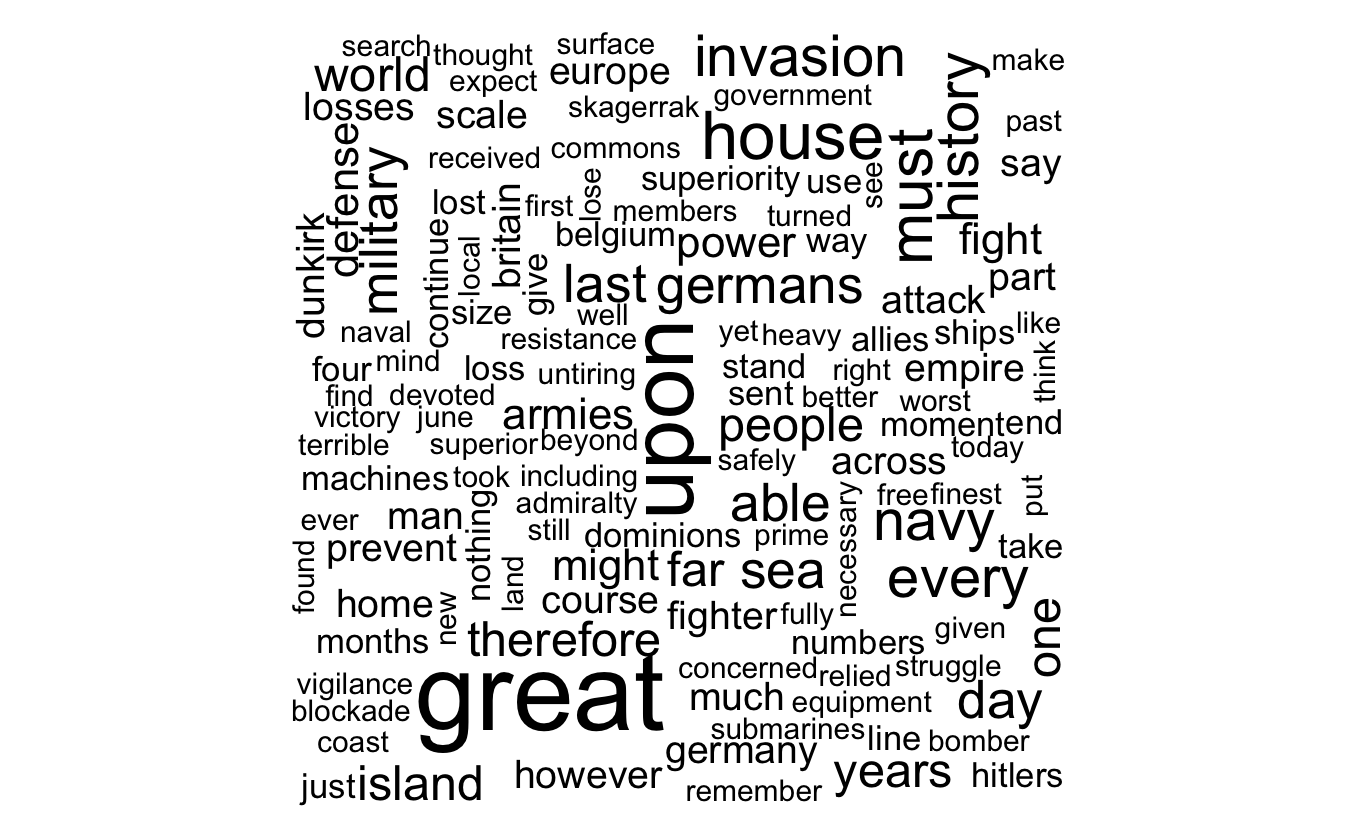 search thought surface invasion make
world expect europe history
losses scale skagerrak government
house must past
defense military received commons say
superiority use see
lost britain first lose members turned
dunkirk continue local belgium power way fight
give last germans part
size well attack
naval resistance yet heavy allies ships like
four mind loss untiring upon stand right empire think
find devoted sent better worst
victory june armies people moment end
terrible superior beyond safely across today
machines took including
admiralty able necessary free finest put
ever man nothing still dominions prime navy take
found prevent land might far sea every
home new course fighter fully one
months therefore numbers given
vigilance great concerned relied struggle
blockade much equipment day
coast submarines line bomber
just island however germany years hitlers
remember